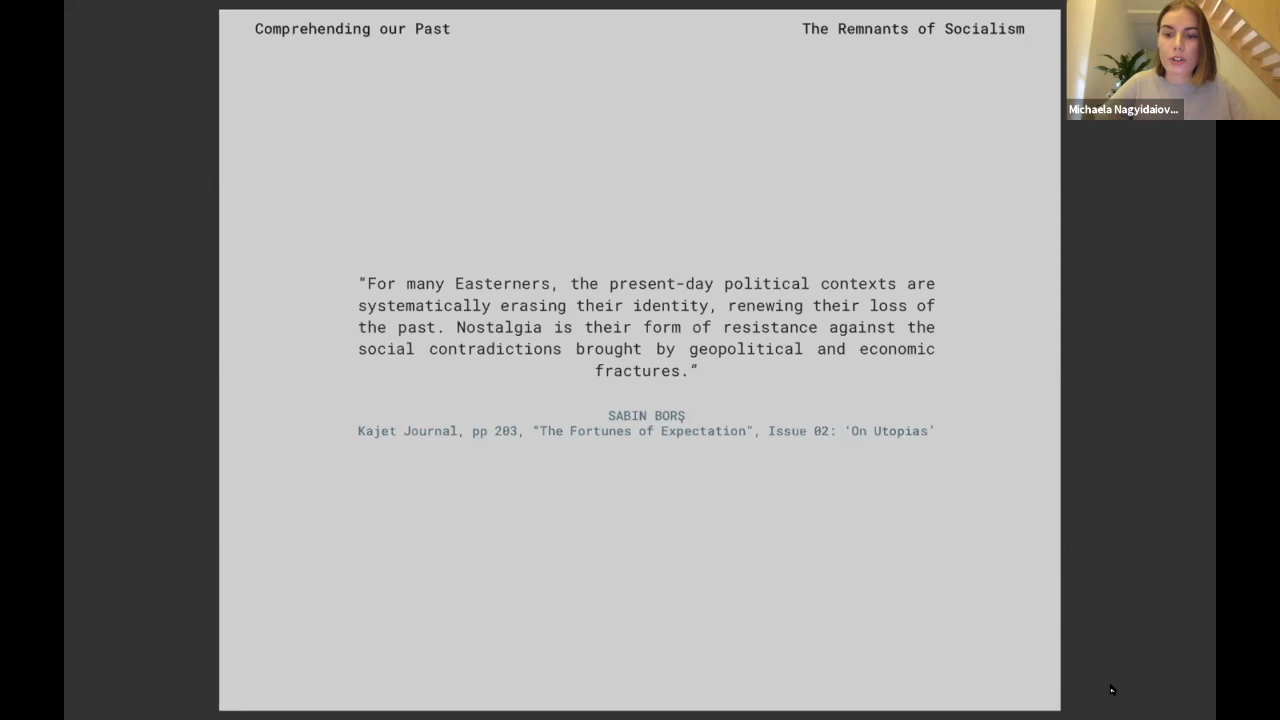 Comprehending our Past
The Remnants of Socialism
Michaela Nagyidaiov...
“For many Easterners, the present-day political contexts are
systematically erasing their identity, renewing their loss of
the past. Nostalgia is their form of resistance against the
social contradictions brought by geopolitical and economic
fractures.”
SABIN BORȘ
Kajet Journal, pp 203, “The Fortunes of Expectation”, Issue 02: ‘On Utopias’